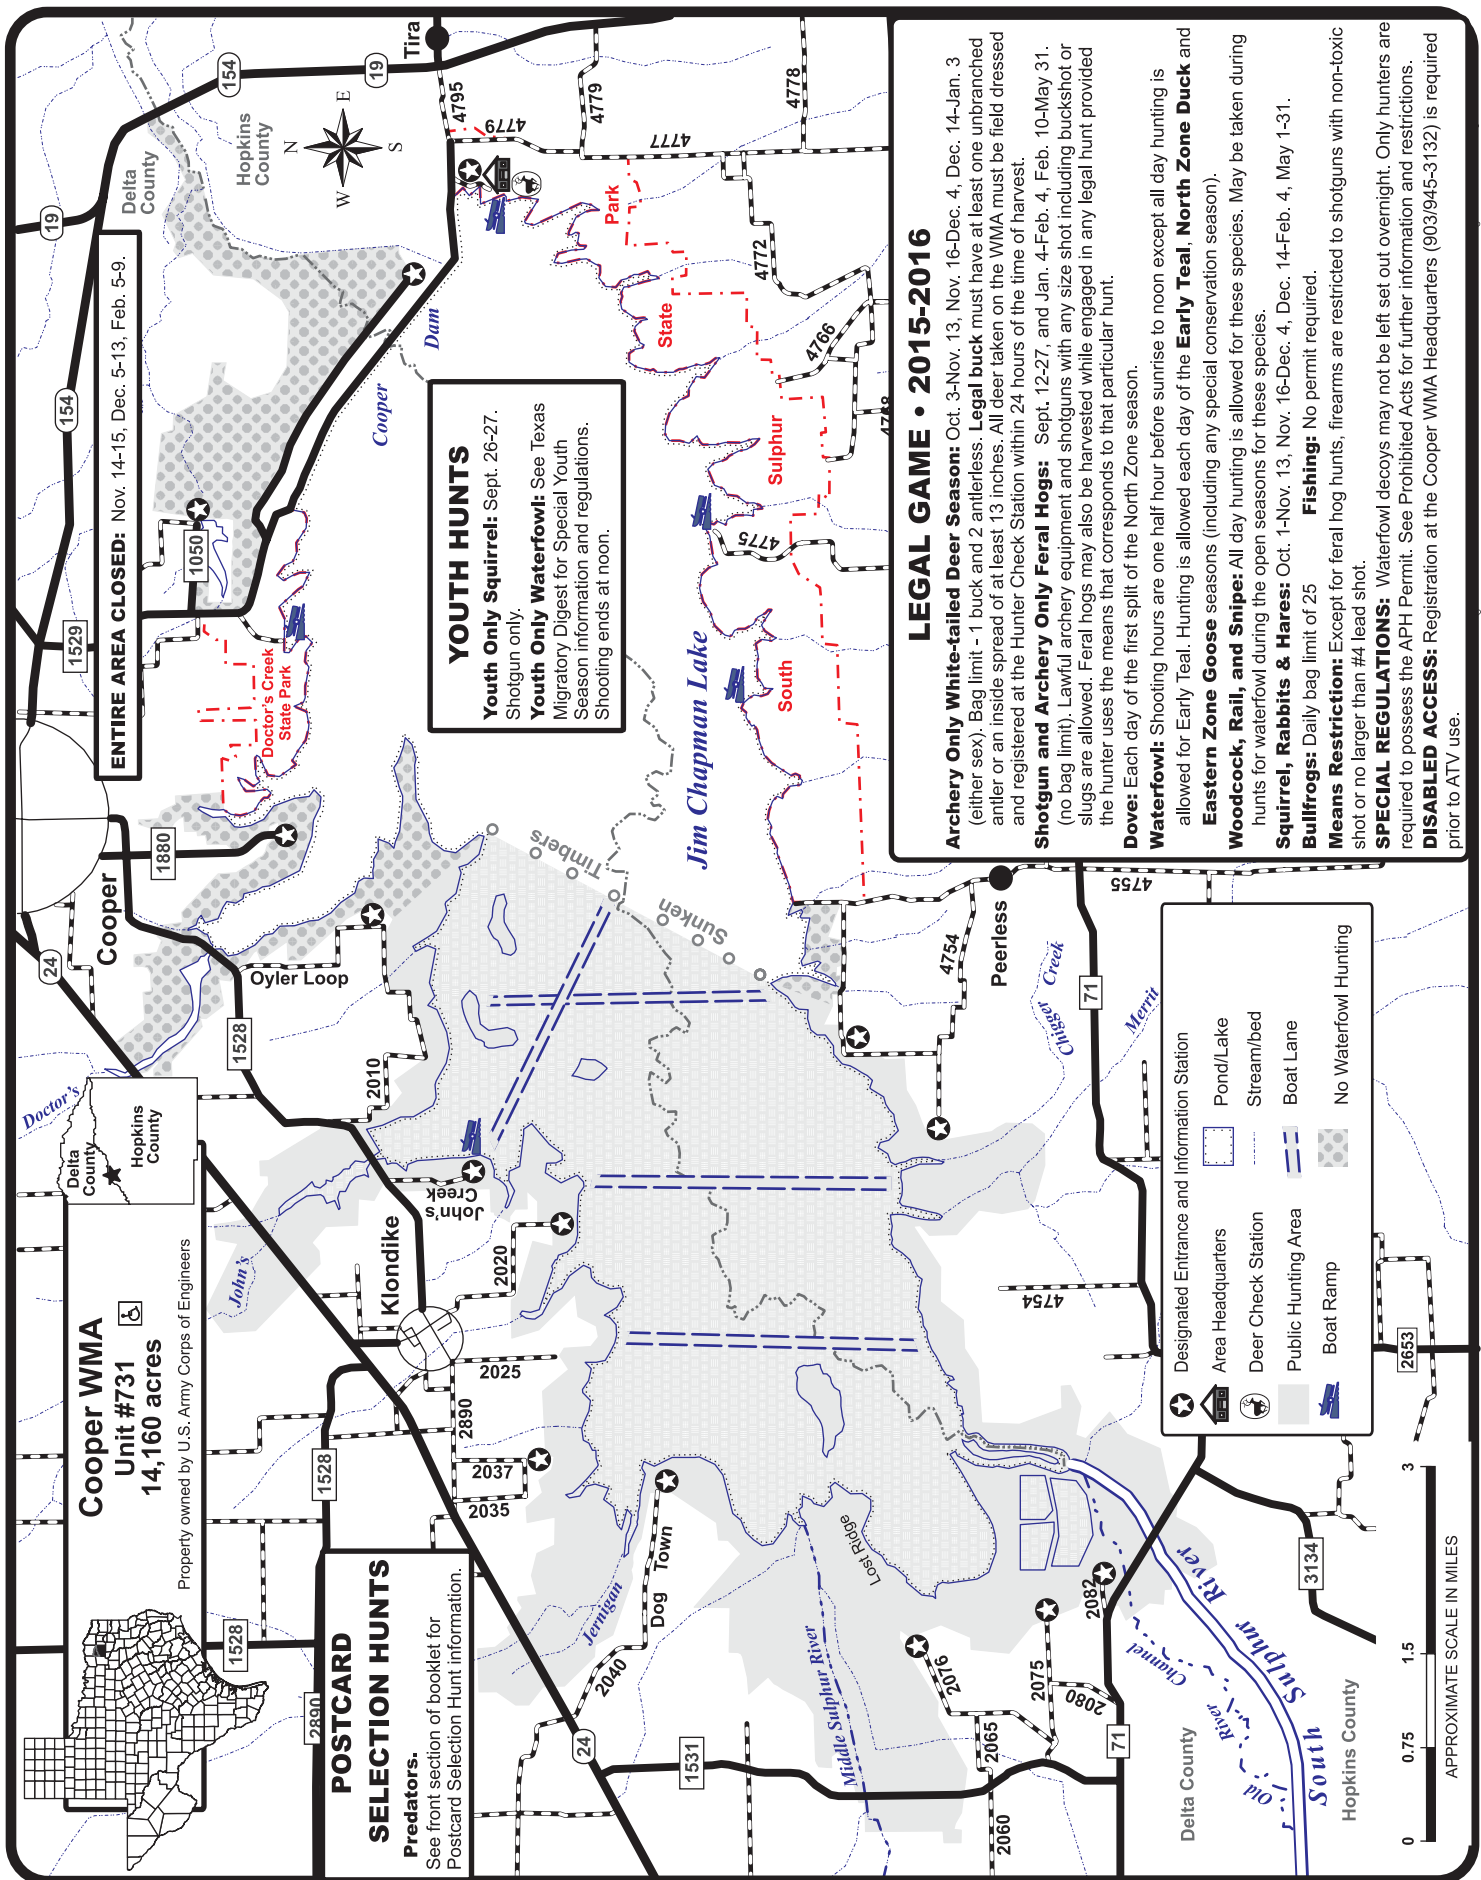 Cooper WMA
Unit #731
14,160 acres
Property owned by U.S. Army Corps of Engineers
Delta
County
Hopkins
County
ENTIRE AREA CLOSED: Nov. 14-15, Dec. 5-13, Feb. 5-9.
POSTCARD
SELECTION HUNTS
Predators.
See front section of booklet for
Postcard Selection Hunt information.
YOUTH HUNTS
Youth Only Squirrel: Sept. 26-27.
Shotgun only.
Youth Only Waterfowl: See Texas
Migratory Digest for Special Youth
Season information and regulations.
Shooting ends at noon.
LEGAL GAME • 2015-2016
Archery Only White-tailed Deer Season: Oct. 3-Nov. 13, Nov. 16-Dec. 4, Dec. 14-Jan. 3
(either sex). Bag limit - 1 buck and 2 antlerless. Legal buck must have at least one unbranched
antler or an inside spread of at least 13 inches. All deer taken on the WMA must be field dressed
and registered at the Hunter Check Station within 24 hours of the time of harvest.
Shotgun and Archery Only Feral Hogs: Sept. 12-27, and Jan. 4-Feb. 4, Feb. 10-May 31.
(no bag limit). Lawful archery equipment and shotguns with any size shot including buckshot or
slugs are allowed. Feral hogs may also be harvested while engaged in any legal hunt provided
the hunter uses the means that corresponds to that particular hunt.
Dove: Each day of the first split of the North Zone season.
Waterfowl: Shooting hours are one half hour before sunrise to noon except all day hunting is
allowed for Early Teal. Hunting is allowed each day of the Early Teal, North Zone Duck and
Eastern Zone Goose seasons (including any special conservation season).
Woodcock, Rail, and Snipe: All day hunting is allowed for these species. May be taken during
hunts for waterfowl during the open seasons for these species.
Squirrel, Rabbits & Hares: Oct. 1-Nov. 13, Nov. 16-Dec. 4, Dec. 14-Feb. 4, May 1-31.
Bullfrogs: Daily bag limit of 25 Fishing: No permit required.
Means Restriction: Except for feral hog hunts, firearms are restricted to shotguns with non-toxic
shot or no larger than #4 lead shot.
SPECIAL REGULATIONS: Waterfowl decoys may not be left set out overnight. Only hunters are
required to possess the APH Permit. See Prohibited Acts for further information and restrictions.
DISABLED ACCESS: Registration at the Cooper WMA Headquarters (903/945-3132) is required
prior to ATV use.
Designated Entrance and Information Station
Area Headquarters
Deer Check Station
Public Hunting Area
Boat Ramp
Pond/Lake
Stream/bed
Boat Lane
No Waterfowl Hunting
0
0.75
1.5
3
APPROXIMATE SCALE IN MILES
N
E
S
W
Delta
County
Hopkins
County
Delta County
Hopkins County
Tira
Cooper
Klondike
Peerless
Jim Chapman Lake
Cooper
Dam
Doctor's Creek
State Park
South
Sulphur
State
Park
Sunken
Timbers
Oyler Loop
John's
Creek
Dog
Town
Lost Ridge
Doctor's
John's
Jernigan
Middle Sulphur River
South
Sulphur
River
Old
River
Channel
Chigger
Creek
Merrit
19
154
19
154
24
24
71
71
1529
1050
1880
1528
1528
1528
2890
1531
3134
2653
4795
4779
4779
4777
4778
4772
4766
4768
4775
4755
4754
4754
2010
2020
2025
2890
2037
2035
2040
2076
2075
2080
2082
2065
2060